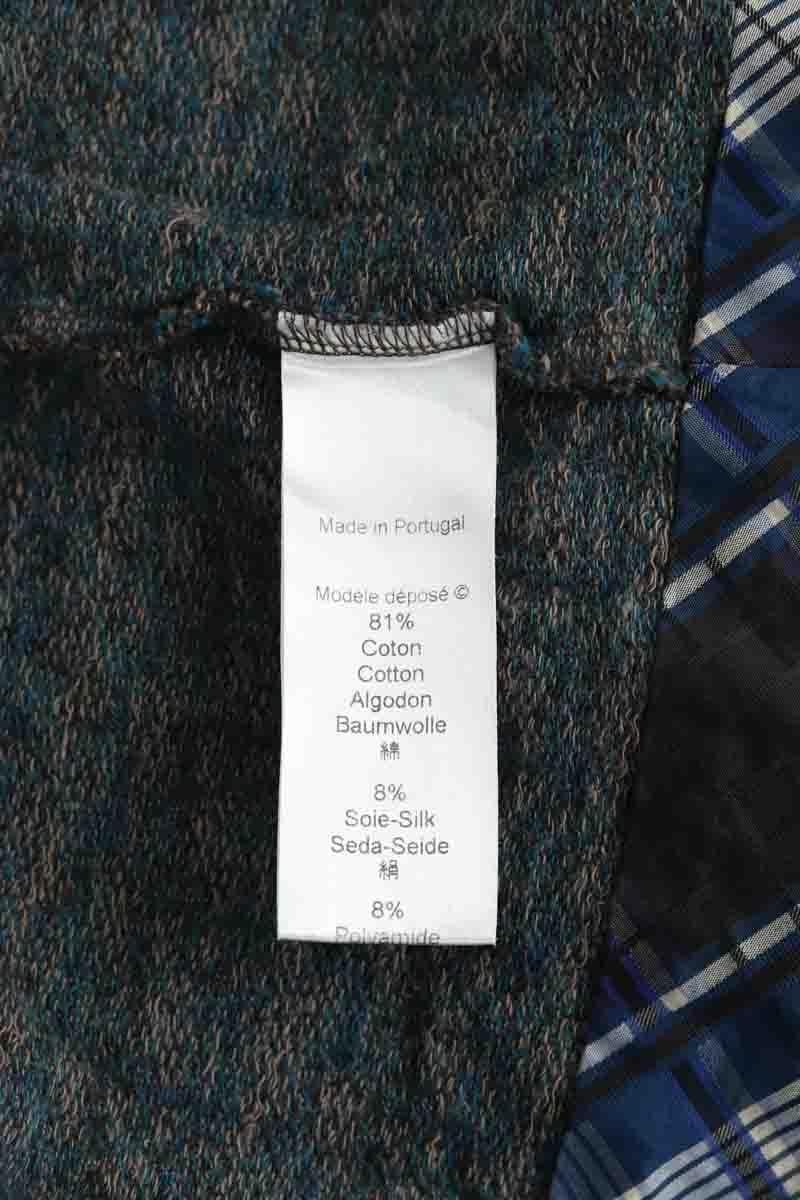 Made in Portugal
Modèle déposé ©
81%
Coton
Cotton
Algodon
Baumwolle
綿
8%
Soie-Silk
Seda-Seide
絹
8%
Polyamide